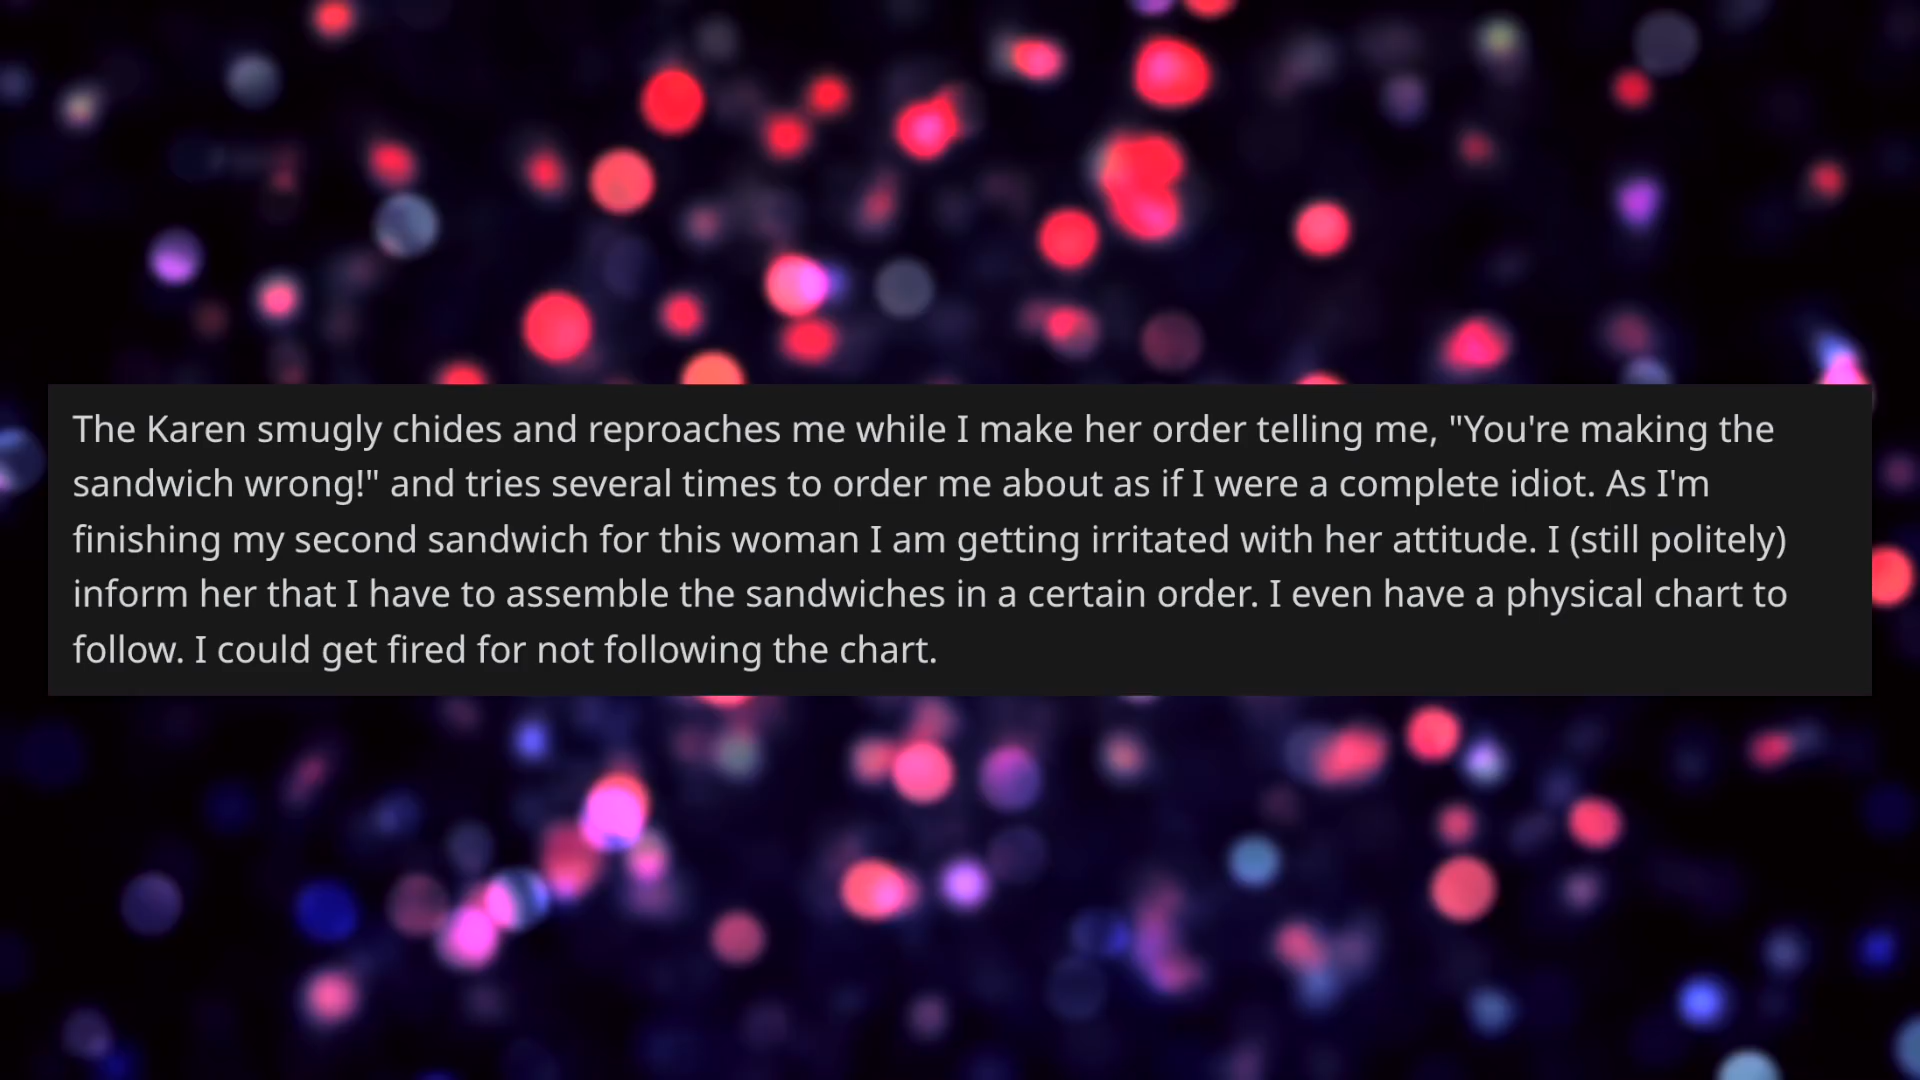 The Karen smugly chides and reproaches me while I make her order telling me, "You're making the
sandwich wrong!" and tries several times to order me about as if I were a complete idiot. As I'm
finishing my second sandwich for this woman I am getting irritated with her attitude. I (still politely)
inform her that I have to assemble the sandwiches in a certain order. I even have a physical chart to
follow. I could get fired for not following the chart.